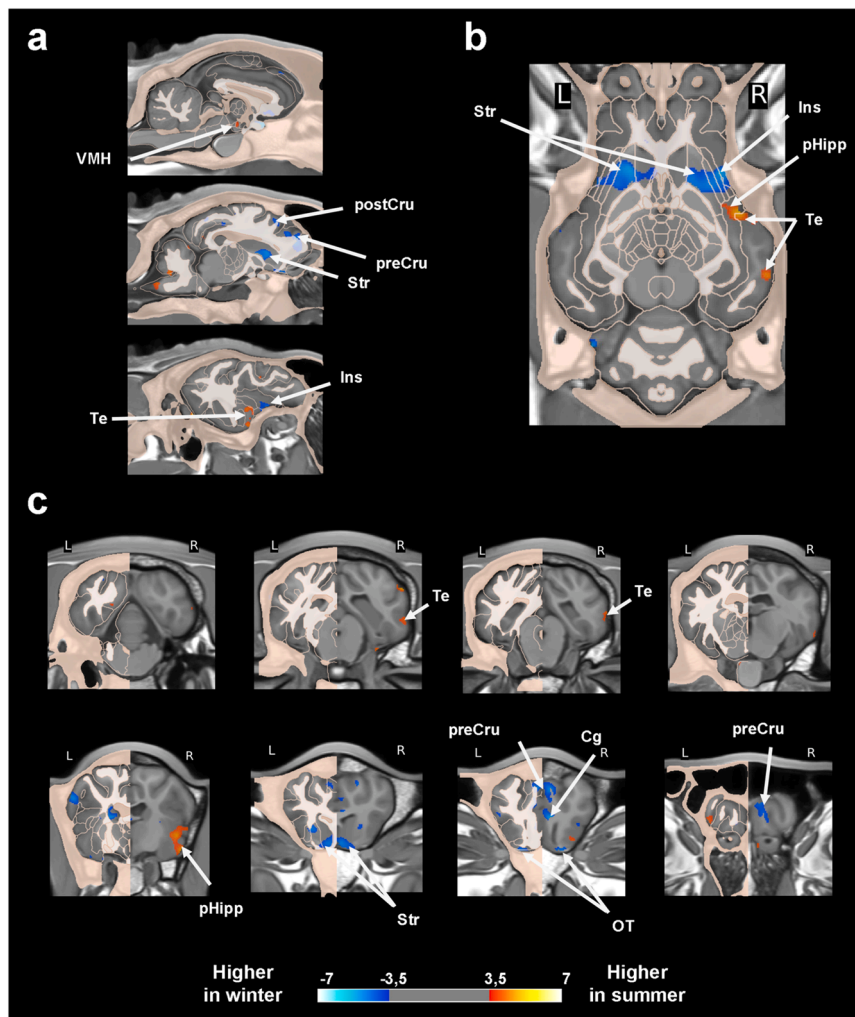 a
VMH
postCru
preCru
Str
Te
Ins
b
L
R
Str
Ins
pHipp
Te
c
L
R
L
R
Te
L
R
Te
L
R
L
R
pHipp
L
R
Str
preCru
Cg
L
R
OT
preCru
L
R
Higher
in winter
-7
-3,5
3,5
7
Higher
in summer